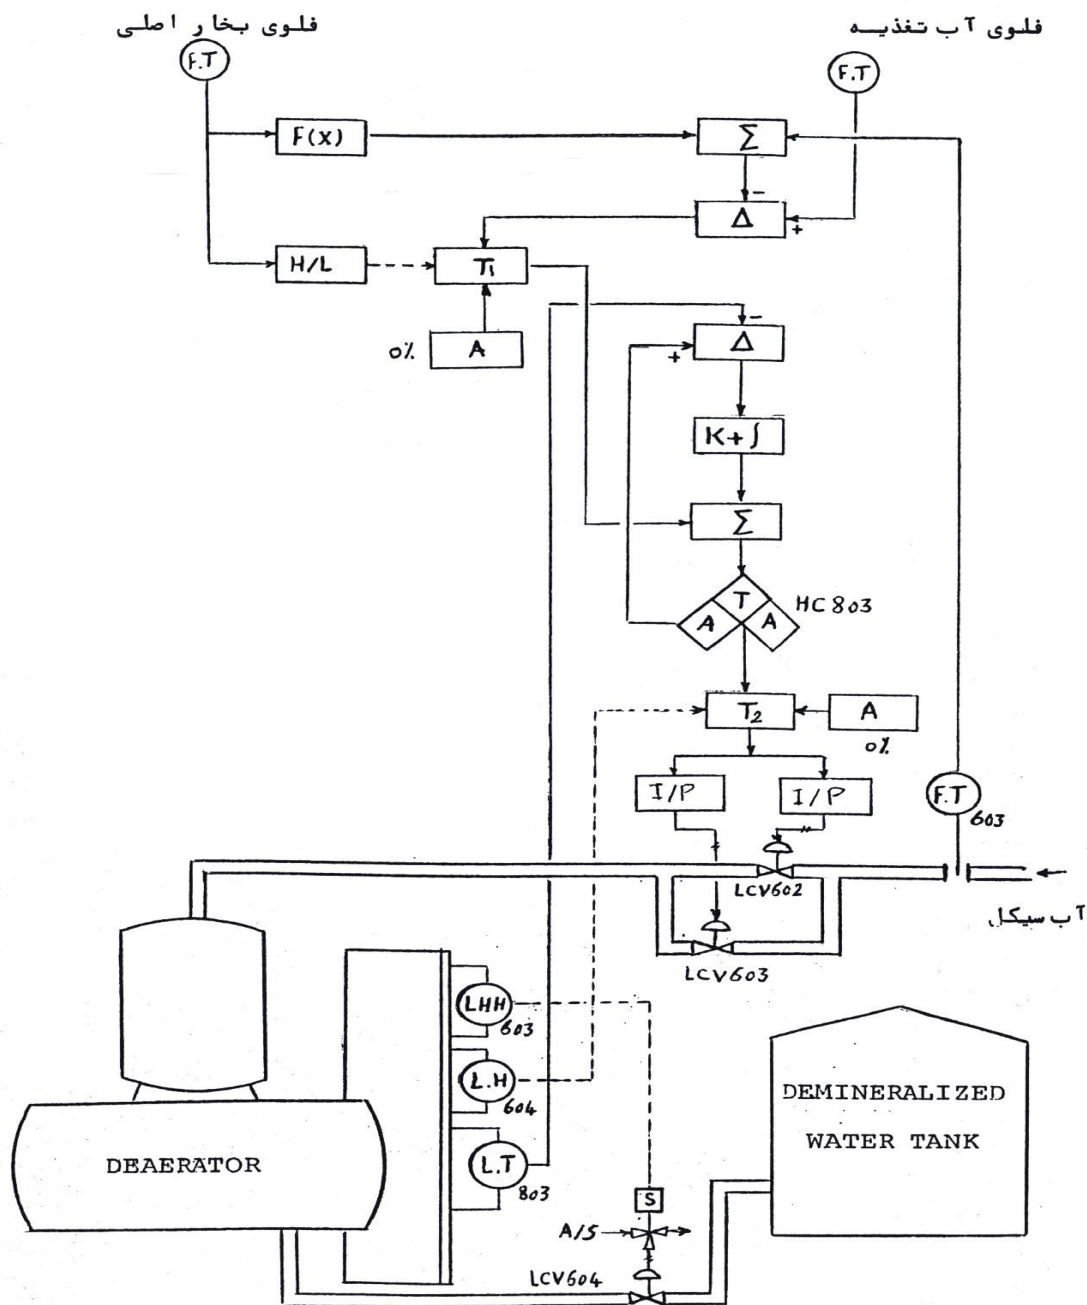 فلوی بخار اصلی
فلوی آب تغذیه
F.T
F.T
F(X)
Σ
-
Δ
+
H/L
T1
0%
A
-
Δ
+
K+∫
Σ
T
A
A
HC803
T2
A
0%
I/P
I/P
F.T
603
LCV602
آب سیکل
LCV603
LHH
603
L.H
604
L.T
803
DEAERATOR
DEMINERALIZED
WATER TANK
S
A/S
LCV604